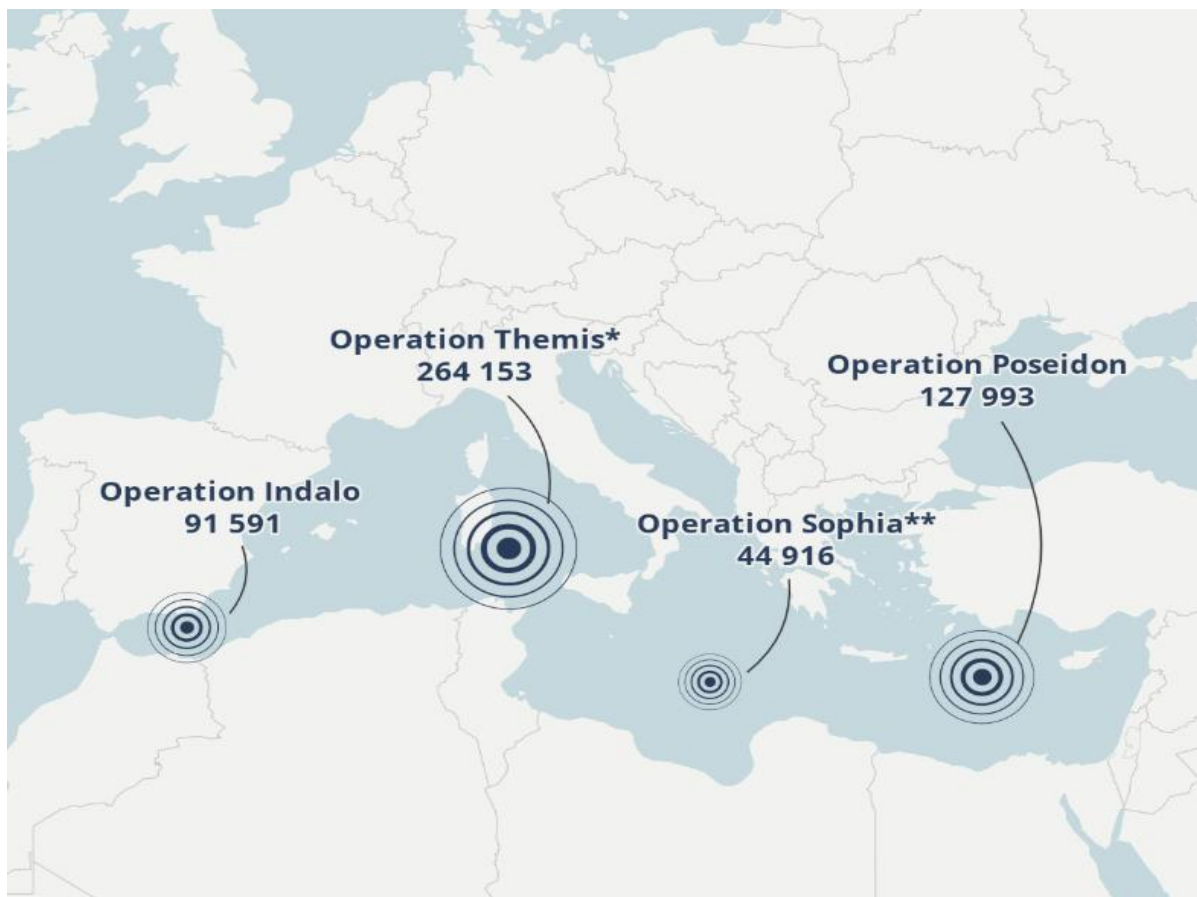 Operation Themis*
264 153
Operation Poseidon
127 993
Operation Indalo
91 591
Operation Sophia**
44 916